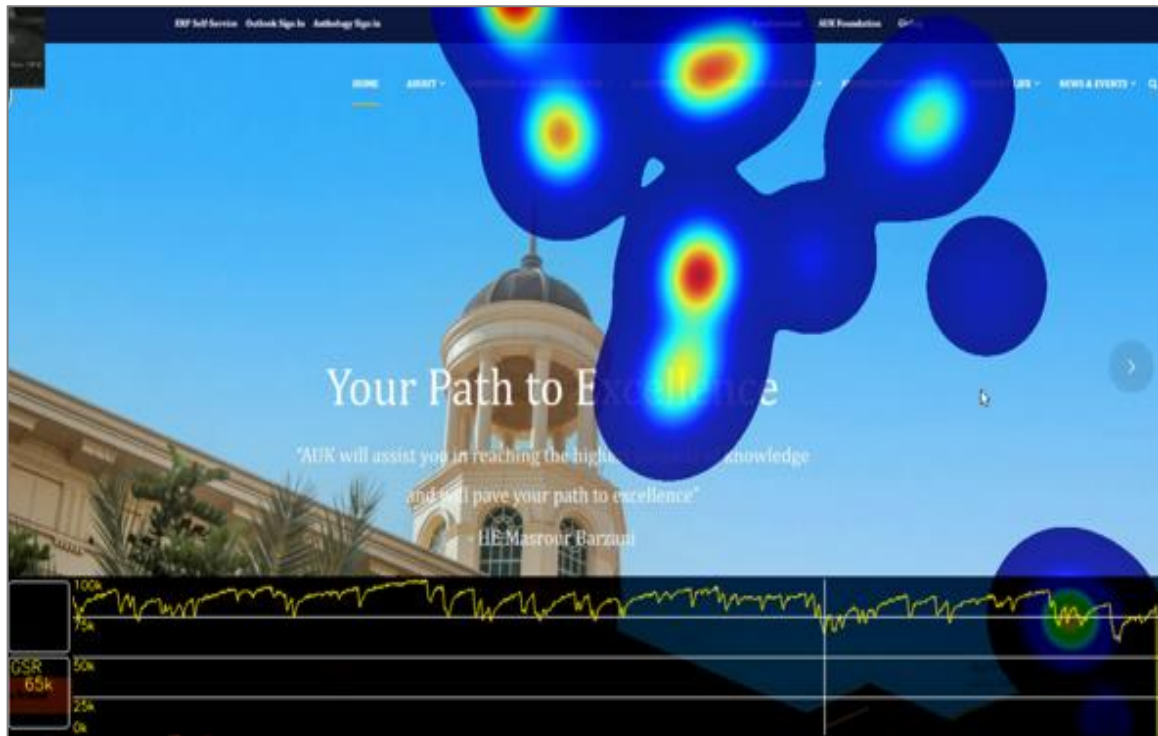 ERP Self Service Outlook Sign In Anthology Sign in
AUK Foundation
HOME ABOUT NEWS & EVENTS
Your Path to Excellence
"AUK will assist you in reaching the knowledge
and will pave your path to excellence"
HE Masrour Barzani
100k
75k
GSR
65k
50k
25k
0k